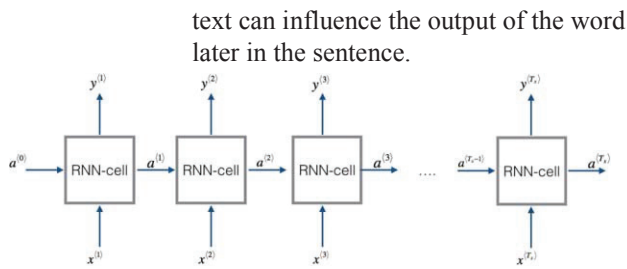 text can influence the output of the word
later in the sentence.
y⟨1⟩ y⟨2⟩ y⟨3⟩ y⟨Tₓ⟩
a⟨0⟩ RNN-cell a⟨1⟩ RNN-cell a⟨2⟩ RNN-cell a⟨3⟩ .... a⟨Tₓ−1⟩ RNN-cell a⟨Tₓ⟩
x⟨1⟩ x⟨2⟩ x⟨3⟩ x⟨Tₓ⟩